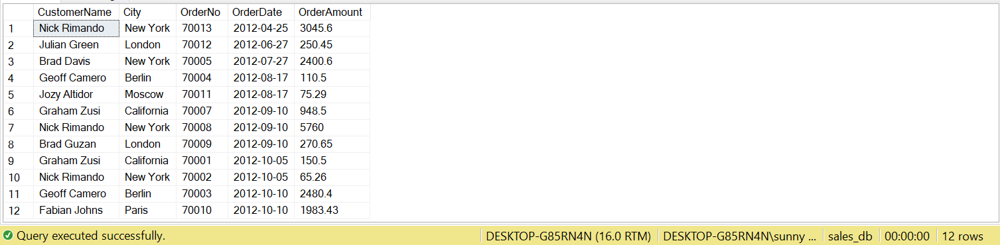 CustomerName City OrderNo OrderDate OrderAmount
1 Nick Rimando New York 70013 2012-04-25 3045.6
2 Julian Green London 70012 2012-06-27 250.45
3 Brad Davis New York 70005 2012-07-27 2400.6
4 Geoff Camero Berlin 70004 2012-08-17 110.5
5 Jozy Altidor Moscow 70011 2012-08-17 75.29
6 Graham Zusi California 70007 2012-09-10 948.5
7 Nick Rimando New York 70008 2012-09-10 5760
8 Brad Guzan London 70009 2012-09-10 270.65
9 Graham Zusi California 70001 2012-10-05 150.5
10 Nick Rimando New York 70002 2012-10-05 65.26
11 Geoff Camero Berlin 70003 2012-10-10 2480.4
12 Fabian Johns Paris 70010 2012-10-10 1983.43
Query executed successfully. DESKTOP-G85RN4N (16.0 RTM) DESKTOP-G85RN4N\sunny ... sales_db 00:00:00 12 rows